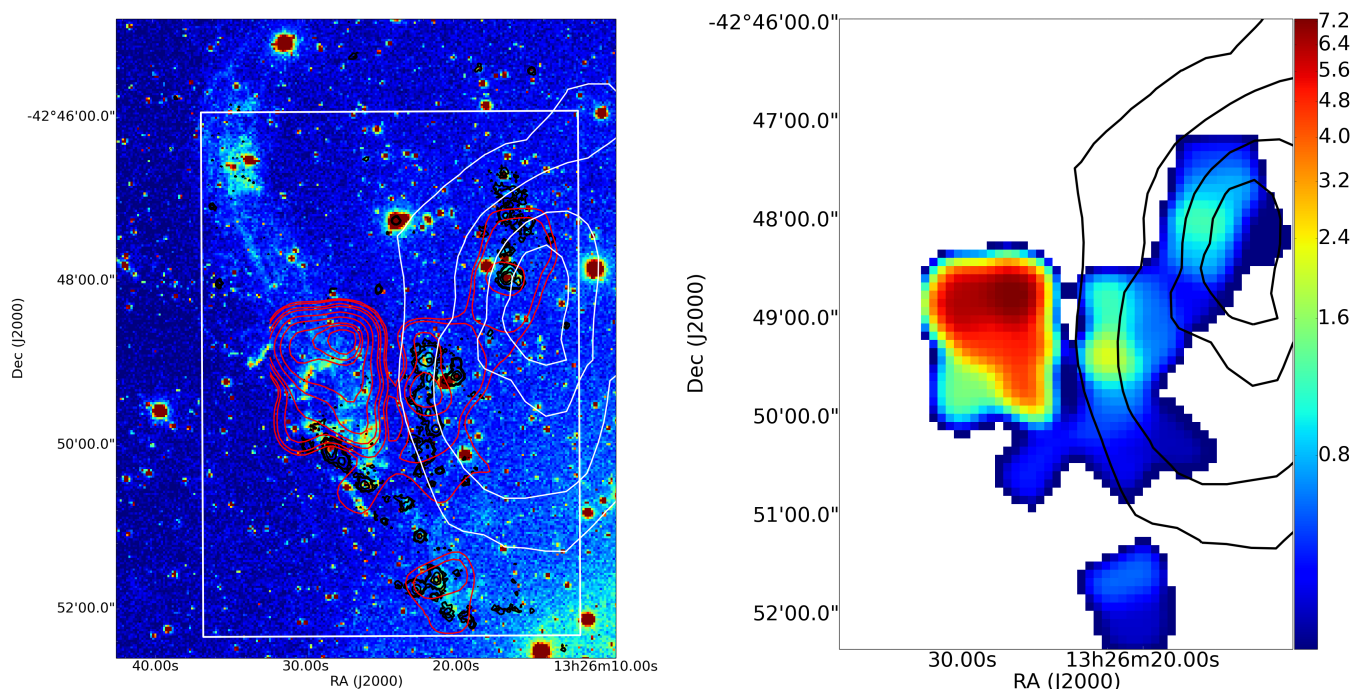 -42°46'00.0"
48'00.0"
50'00.0"
52'00.0"
Dec (J2000)
40.00s
30.00s
20.00s
13h26m10.00s
RA (J2000)
-42°46'00.0"
47'00.0"
48'00.0"
49'00.0"
50'00.0"
51'00.0"
52'00.0"
Dec (J2000)
30.00s
13h26m20.00s
RA (J2000)
7.2
6.4
5.6
4.8
4.0
3.2
2.4
1.6
0.8